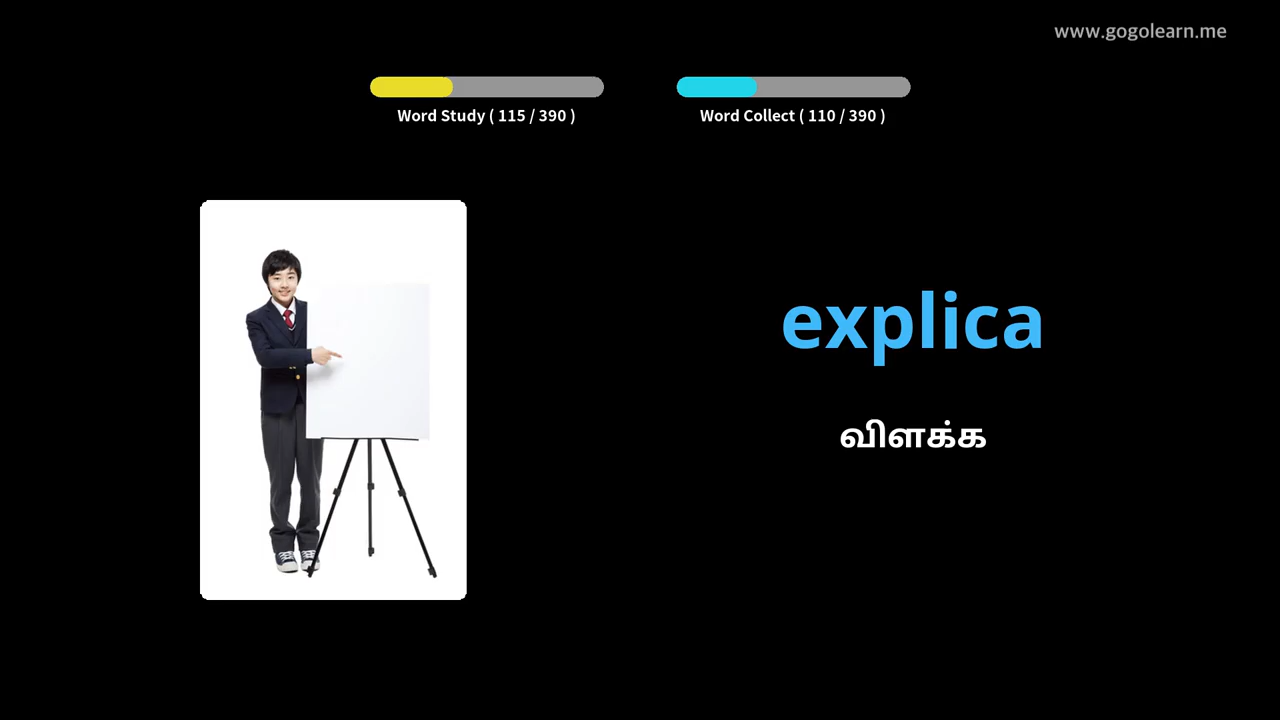 www.gogolearn.me
Word Study ( 115 / 390 )
Word Collect ( 110 / 390 )
explica
விளக்க